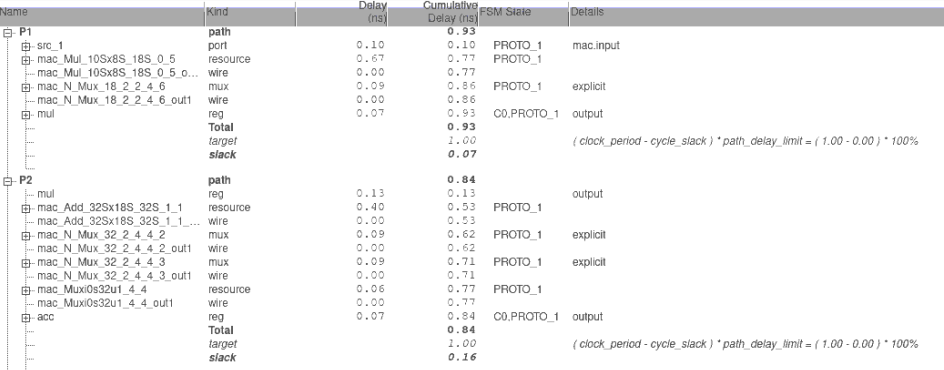 Name Kind Delay (ns) Cumulative Delay (ns) FSM State Details
P1 path 0.93
src_1 port 0.10 0.10 PROTO_1 mac.input
mac_Mul_10Sx8S_18S_0_5 resource 0.67 0.77 PROTO_1
mac_Mul_10Sx8S_18S_0_5_o... wire 0.00 0.77
mac_N_Mux_18_2_2_4_6 mux 0.09 0.86 PROTO_1 explicit
mac_N_Mux_18_2_2_4_6_out1 wire 0.00 0.86
mul reg 0.07 0.93 C0,PROTO_1 output
Total 0.93
target 1.00 ( clock_period - cycle_slack ) * path_delay_limit = ( 1.00 - 0.00 ) * 100%
slack 0.07
P2 path 0.84
mul reg 0.13 0.13 output
mac_Add_32Sx18S_32S_1_1 resource 0.40 0.53 PROTO_1
mac_Add_32Sx18S_32S_1_1_... wire 0.00 0.53
mac_N_Mux_32_2_4_4_2 mux 0.09 0.62 PROTO_1 explicit
mac_N_Mux_32_2_4_4_2_out1 wire 0.00 0.62
mac_N_Mux_32_2_4_4_3 mux 0.09 0.71 PROTO_1 explicit
mac_N_Mux_32_2_4_4_3_out1 wire 0.00 0.71
mac_Muxi0s32u1_4_4 resource 0.06 0.77 PROTO_1
mac_Muxi0s32u1_4_4_out1 wire 0.00 0.77
acc reg 0.07 0.84 C0,PROTO_1 output
Total 0.84
target 1.00 ( clock_period - cycle_slack ) * path_delay_limit = ( 1.00 - 0.00 ) * 100%
slack 0.16